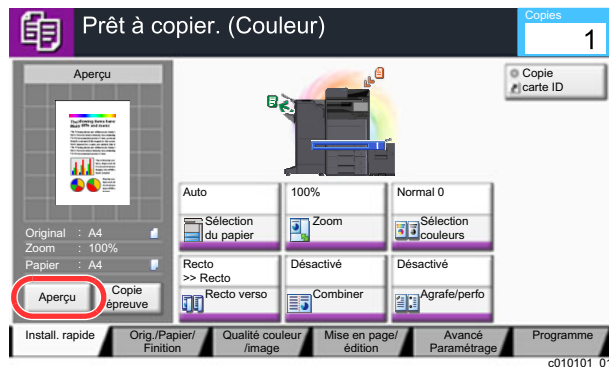 Prêt à copier. (Couleur)
Copies
1
Aperçu
Copie
carte ID
Original : A4
Zoom : 100%
Papier : A4
Aperçu
Copie
épreuve
Auto
Sélection
du papier
100%
Zoom
Normal 0
Sélection
couleurs
Recto
>> Recto
Recto verso
Désactivé
Combiner
Désactivé
Agrafe/perfo
Install. rapide
Orig./Papier/
Finition
Qualité couleur
/image
Mise en page/
édition
Avancé
Paramétrage
Programme
c010101_01